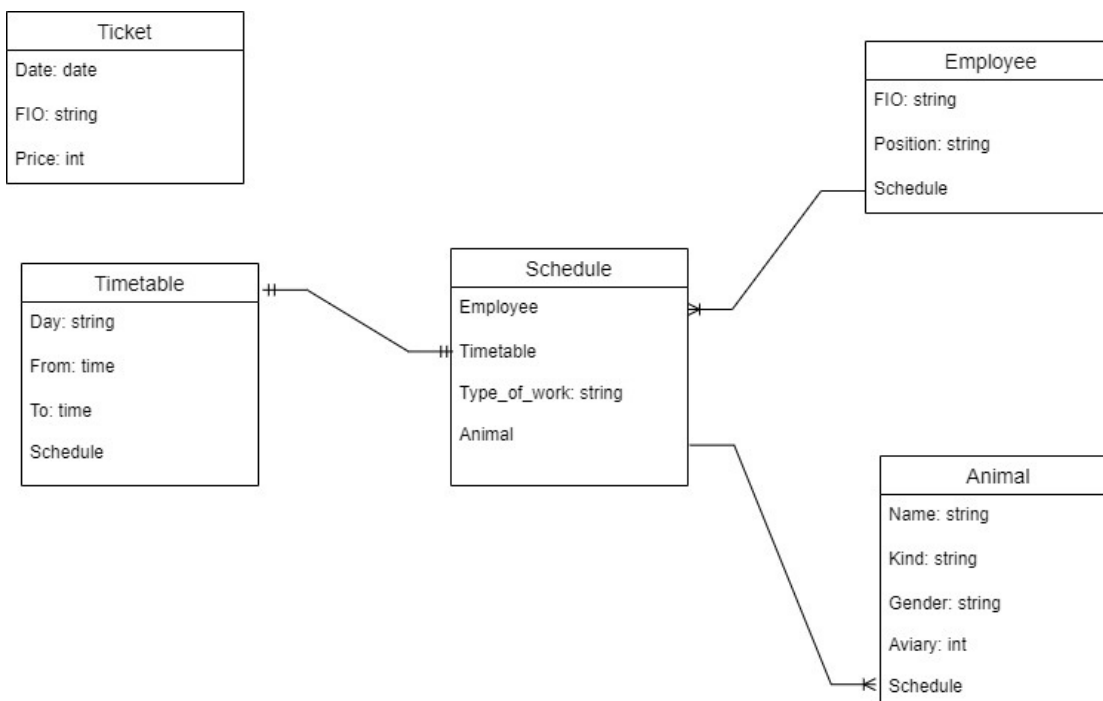 Ticket
Date: date
FIO: string
Price: int
Employee
FIO: string
Position: string
Schedule
Timetable
Day: string
From: time
To: time
Schedule
Schedule
Employee
Timetable
Type_of_work: string
Animal
Animal
Name: string
Kind: string
Gender: string
Aviary: int
Schedule